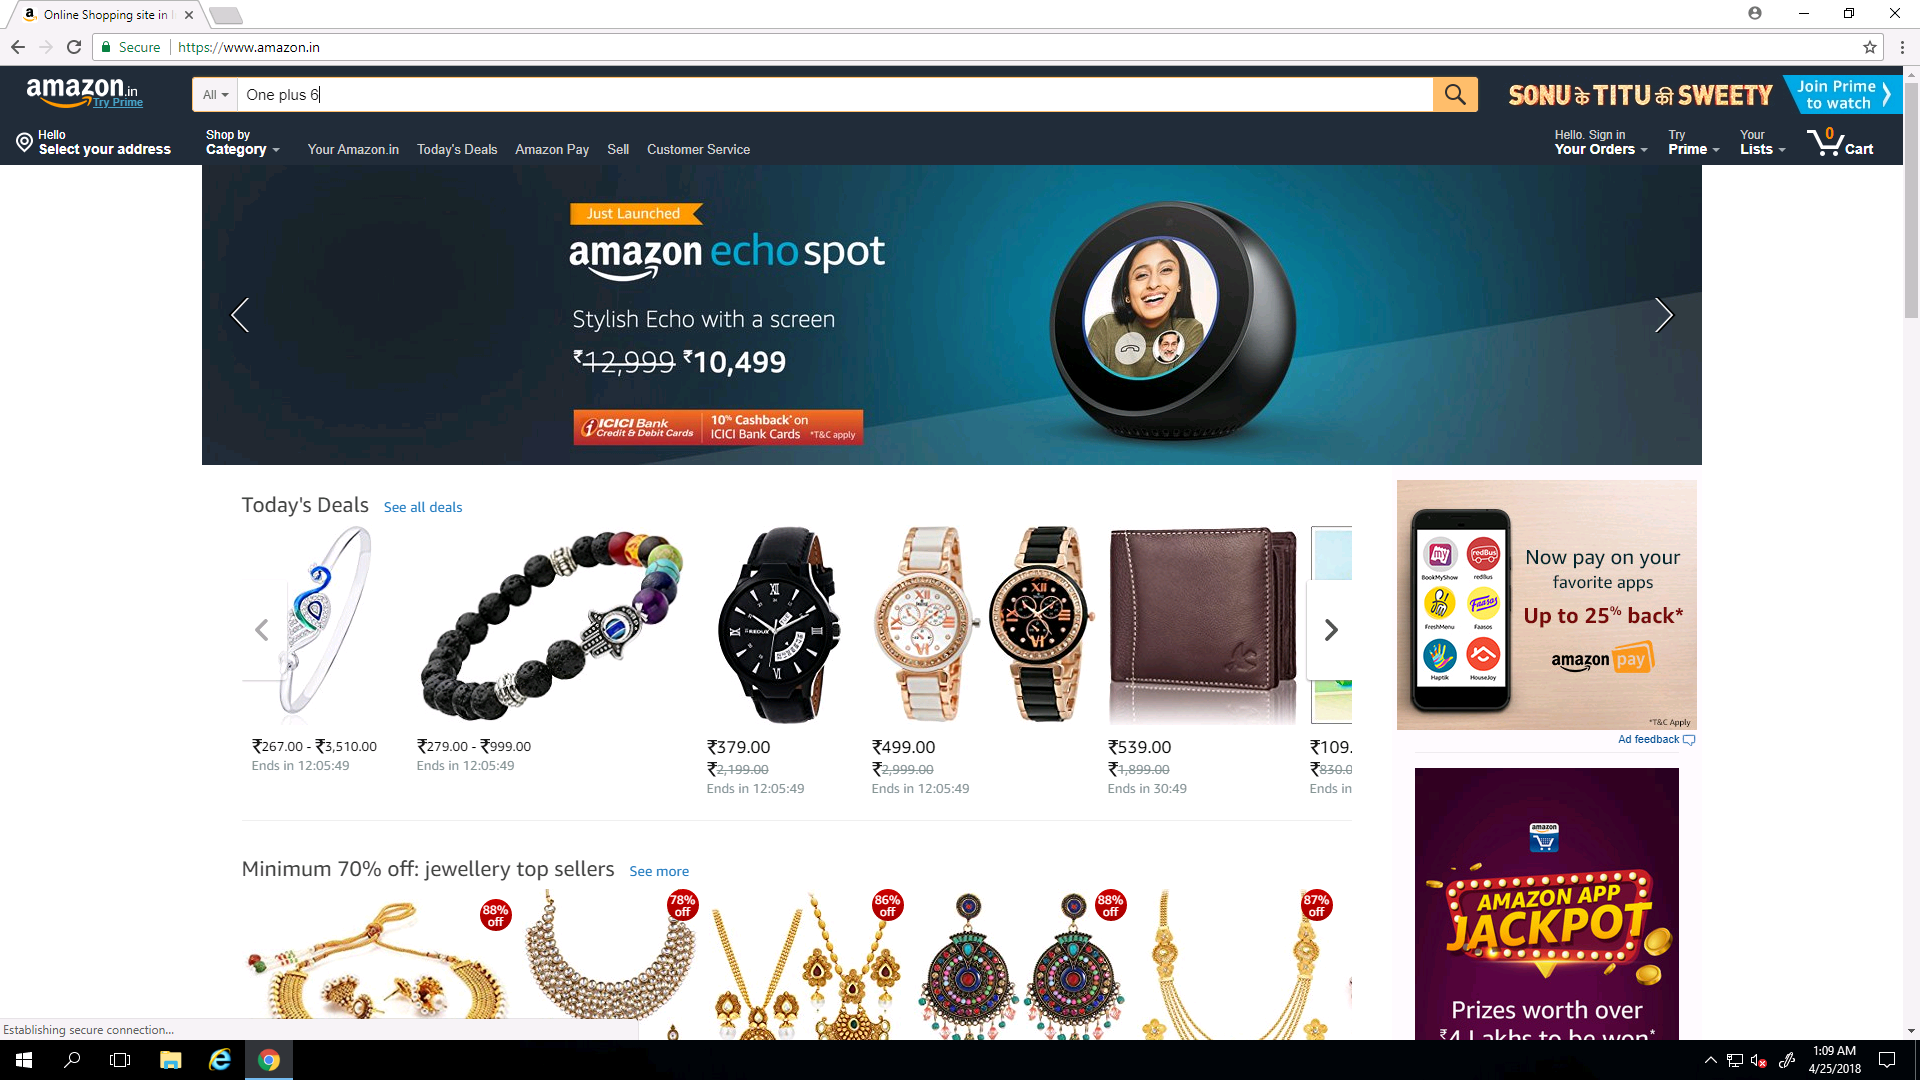 Online Shopping site in I
Secure
https://www.amazon.in
amazon.in
Try Prime
All
One plus 6
SONU के TITU की SWEETY
Join Prime
to watch
Hello
Select your address
Shop by
Category
Your Amazon.in
Today's Deals
Amazon Pay
Sell
Customer Service
Hello. Sign in
Your Orders
Try
Prime
Your
Lists
0
Cart
Just Launched
amazon echo spot
Stylish Echo with a screen
₹12,999 ₹10,499
ICICI Bank
Credit & Debit Cards
10% Cashback* on
ICICI Bank Cards *T&C apply
Today's Deals
See all deals
₹267.00 - ₹3,510.00
Ends in 12:05:49
₹279.00 - ₹999.00
Ends in 12:05:49
₹379.00
₹2,199.00
Ends in 12:05:49
₹499.00
₹2,999.00
Ends in 12:05:49
₹539.00
₹1,899.00
Ends in 30:49
₹109.
₹830.0
Ends in
my
redBus
BookMyShow
redBus
Faasos
FreshMenu
Faasos
Haptik
HouseJoy
Now pay on your
favorite apps
Up to 25% back*
amazon pay
*T&C Apply
Ad feedback
Minimum 70% off: jewellery top sellers
See more
88%
off
78%
off
86%
off
88%
off
87%
off
amazon
AMAZON APP
JACKPOT
Prizes worth over
₹4 Lakhs to be won*
Establishing secure connection...
1:09 AM
4/25/2018